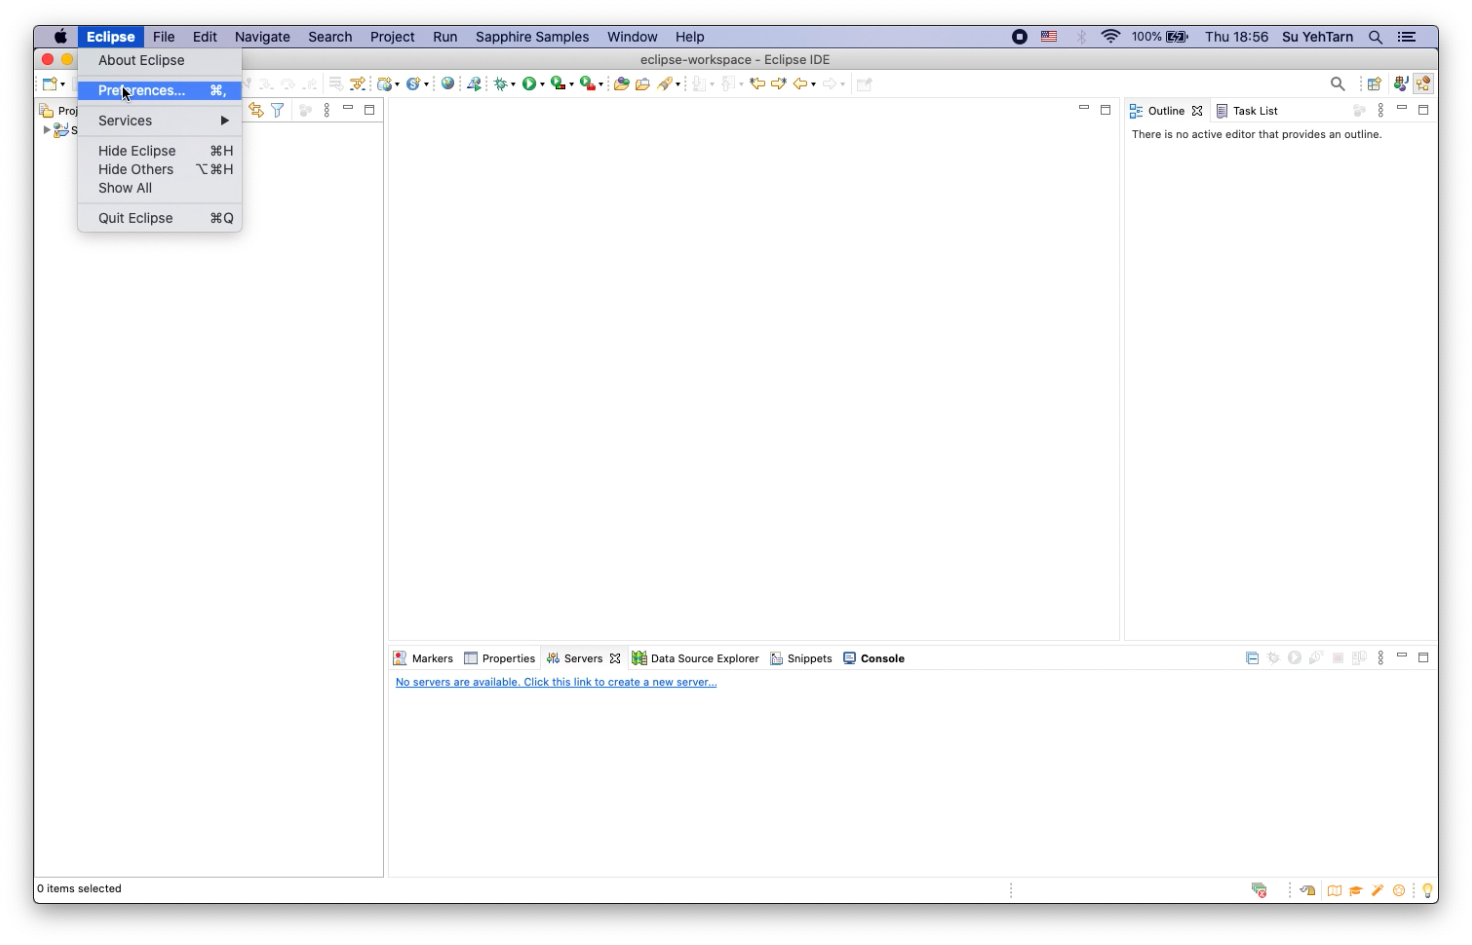 Eclipse File Edit Navigate Search Project Run Sapphire Samples Window Help 100% Thu 18:56 Su YehTarn
eclipse-workspace - Eclipse IDE
About Eclipse
Preferences... ⌘,
Services ▶
Hide Eclipse ⌘H
Hide Others ⌥⌘H
Show All
Quit Eclipse ⌘Q
Proj
S
Outline Task List
There is no active editor that provides an outline.
Markers Properties Servers Data Source Explorer Snippets Console
No servers are available. Click this link to create a new server...
0 items selected